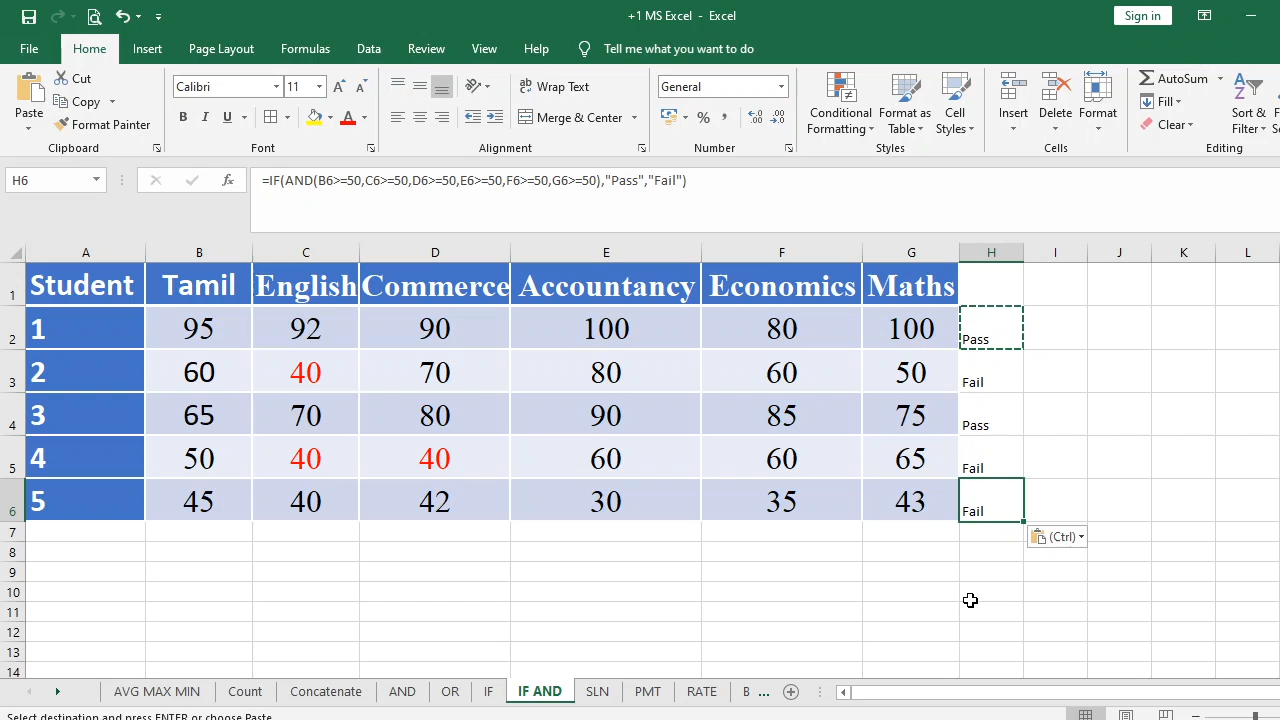 +1 MS Excel - Excel
Sign in
File Home Insert Page Layout Formulas Data Review View Help Tell me what you want to do
Paste
Cut
Copy
Format Painter
Clipboard
Calibri 11 A A
B I U A
Font
ab Wrap Text
Merge & Center
Alignment
General
% , .00
Number
Conditional Formatting
Format as Table
Cell Styles
Styles
Insert Delete Format
Cells
AutoSum
Fill
Clear
Sort & Filter
Editing
H6 fx =IF(AND(B6>=50,C6>=50,D6>=50,E6>=50,F6>=50,G6>=50),"Pass","Fail")
A B C D E F G H I J K L
1 Student Tamil English Commerce Accountancy Economics Maths
2 1 95 92 90 100 80 100 Pass
3 2 60 40 70 80 60 50 Fail
4 3 65 70 80 90 85 75 Pass
5 4 50 40 40 60 60 65 Fail
6 5 45 40 42 30 35 43 Fail
7 (Ctrl)
8
9
10
11
12
13
14
AVG MAX MIN Count Concatenate AND OR IF IF AND SLN PMT RATE B ...
Select destination and press ENTER or choose Paste